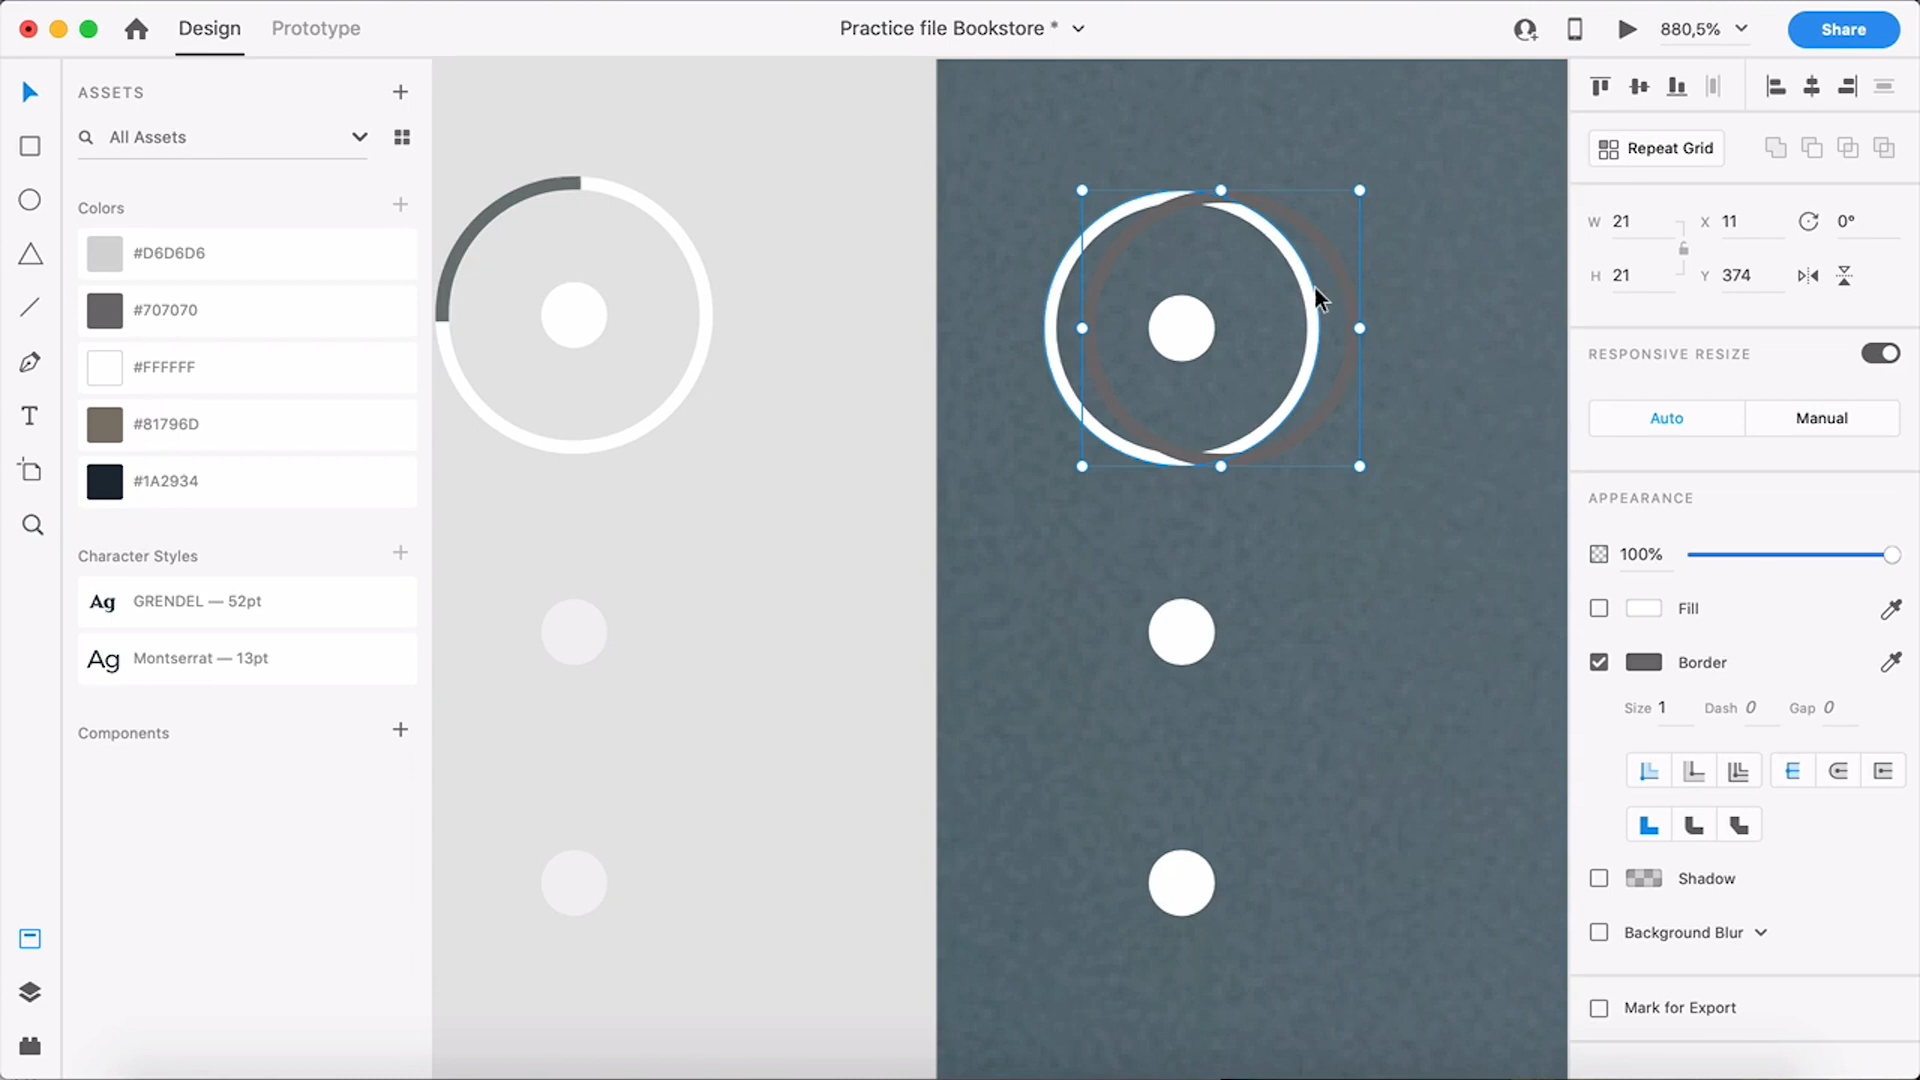 Design
Prototype
Practice file Bookstore *
880,5%
Share
ASSETS
All Assets
Colors
#D6D6D6
#707070
#FFFFFF
#81796D
#1A2934
Character Styles
Ag GRENDEL — 52pt
Ag Montserrat — 13pt
Components
Repeat Grid
W 21 X 11 0°
H 21 Y 374
RESPONSIVE RESIZE
Auto Manual
APPEARANCE
100%
Fill
Border
Size 1 Dash 0 Gap 0
Shadow
Background Blur
Mark for Export